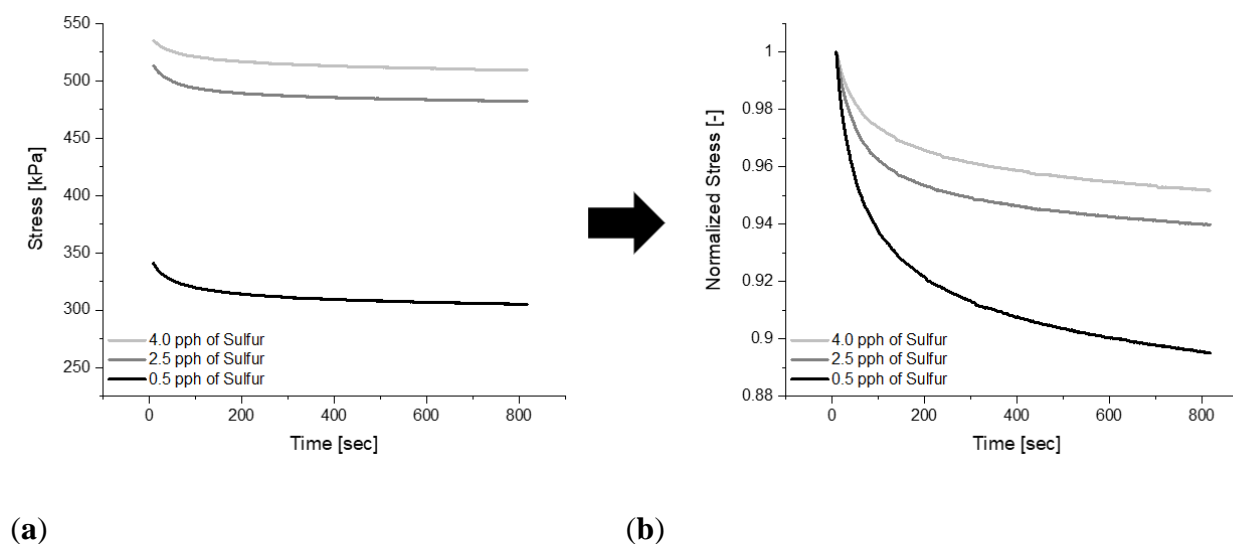 550
500
450
400
350
300
250
Stress [kPa]
4.0 pph of Sulfur
2.5 pph of Sulfur
0.5 pph of Sulfur
0 200 400 600 800
Time [sec]
1
0.98
0.96
0.94
0.92
0.9
0.88
Normalized Stress [-]
4.0 pph of Sulfur
2.5 pph of Sulfur
0.5 pph of Sulfur
0 200 400 600 800
Time [sec]
(a) (b)